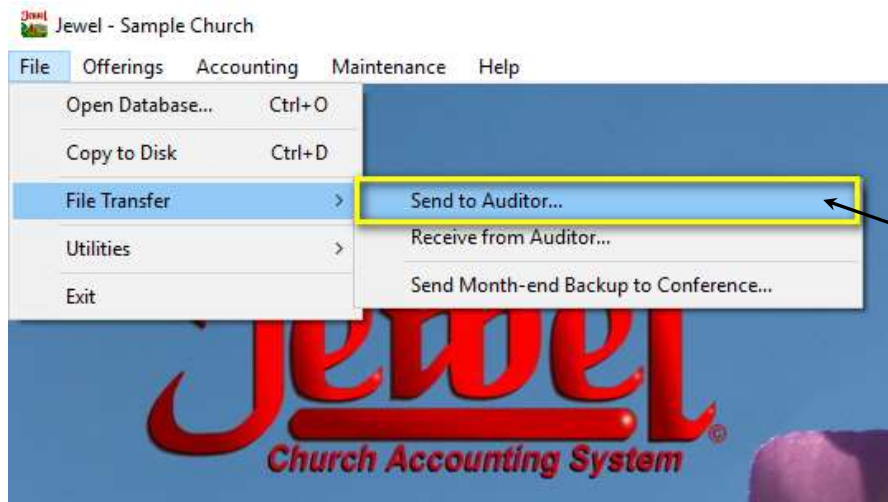 Jewel
Jewel - Sample Church
File Offerings Accounting Maintenance Help
Open Database... Ctrl+O
Copy to Disk Ctrl+D
File Transfer >
Send to Auditor...
Receive from Auditor...
Utilities >
Send Month-end Backup to Conference...
Exit
Jewel
©
Church Accounting System